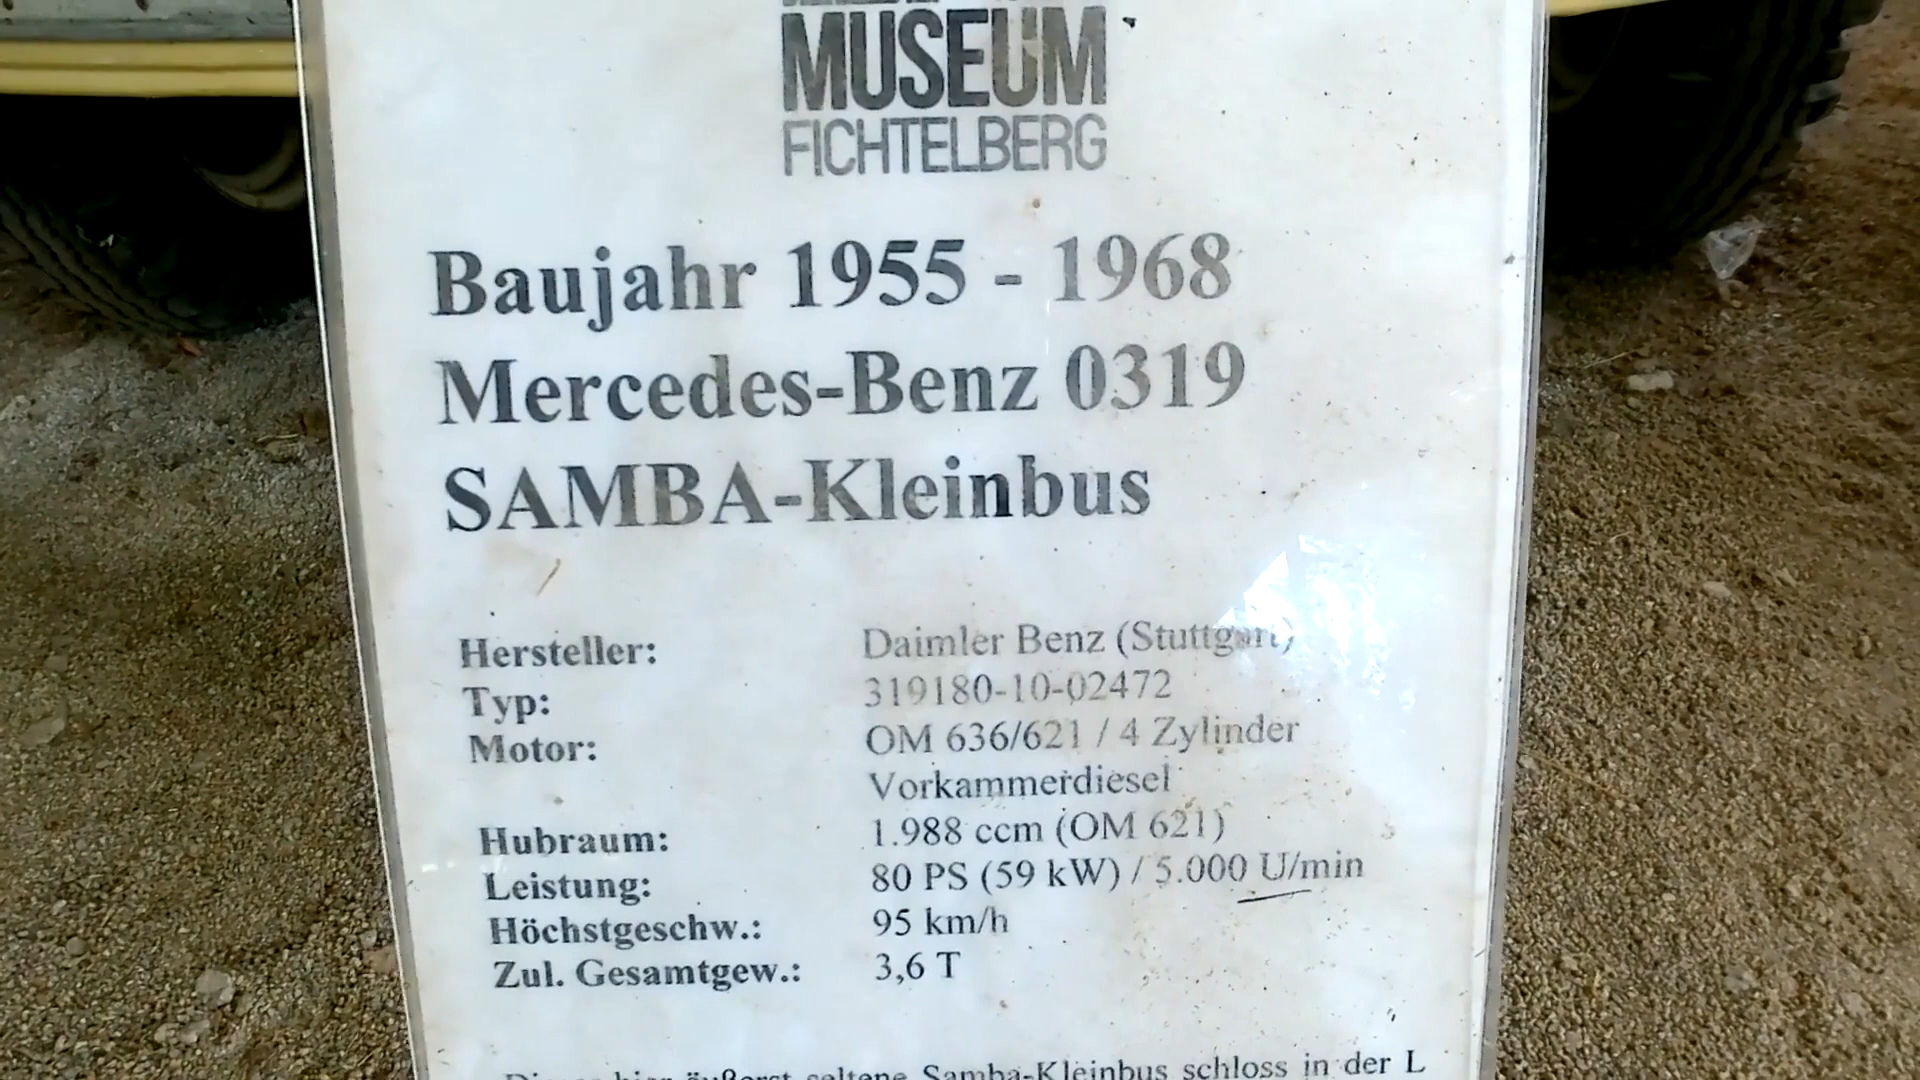 MUSEUM
FICHTELBERG
Baujahr 1955 - 1968
Mercedes-Benz 0319
SAMBA-Kleinbus
Hersteller: Daimler Benz (Stuttgart)
Typ: 319180-10-02472
Motor: OM 636/621 / 4 Zylinder
Vorkammerdiesel
Hubraum: 1.988 ccm (OM 621)
Leistung: 80 PS (59 kW) / 5.000 U/min
Höchstgeschw.: 95 km/h
Zul. Gesamtgew.: 3,6 T
hier äußerst seltene Samba-Kleinbus schloss in der L